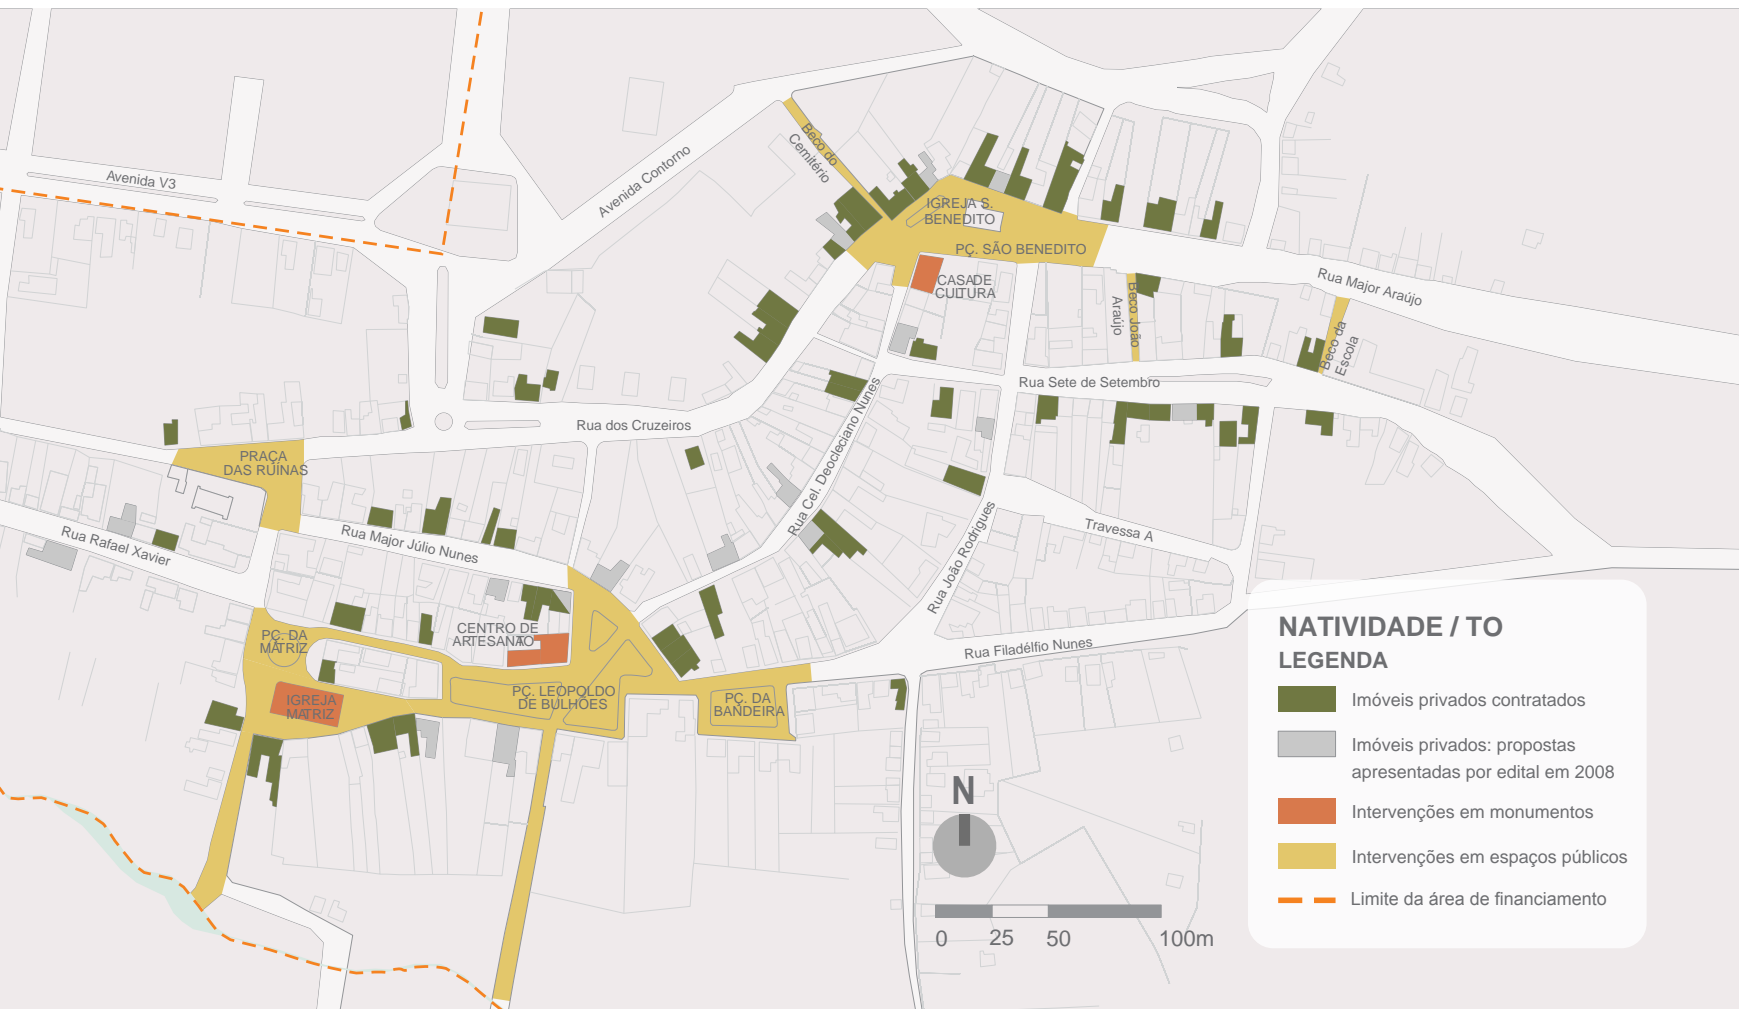 Avenida V3
Avenida Contorno
Beco do
Cemitério
IGREJA S.
BENEDITO
PÇ. SÃO BENEDITO
CASA DE
CULTURA
Rua Major Araújo
Beco João
Araújo
Beco da
Escola
Rua Sete de Setembro
Rua dos Cruzeiros
Rua Cel. Deocleciano Nunes
PRAÇA
DAS RUÍNAS
Rua Rafael Xavier
Rua Major Júlio Nunes
Travessa A
Rua João Rodrigues
Rua Filadélfio Nunes
CENTRO DE
ARTESANATO
PÇ. DA
MATRIZ
IGREJA
MATRIZ
PÇ. LEOPOLDO
DE BULHÕES
PÇ. DA
BANDEIRA
N
0 25 50 100m
NATIVIDADE / TO
LEGENDA
Imóveis privados contratados
Imóveis privados: propostas
apresentadas por edital em 2008
Intervenções em monumentos
Intervenções em espaços públicos
Limite da área de financiamento